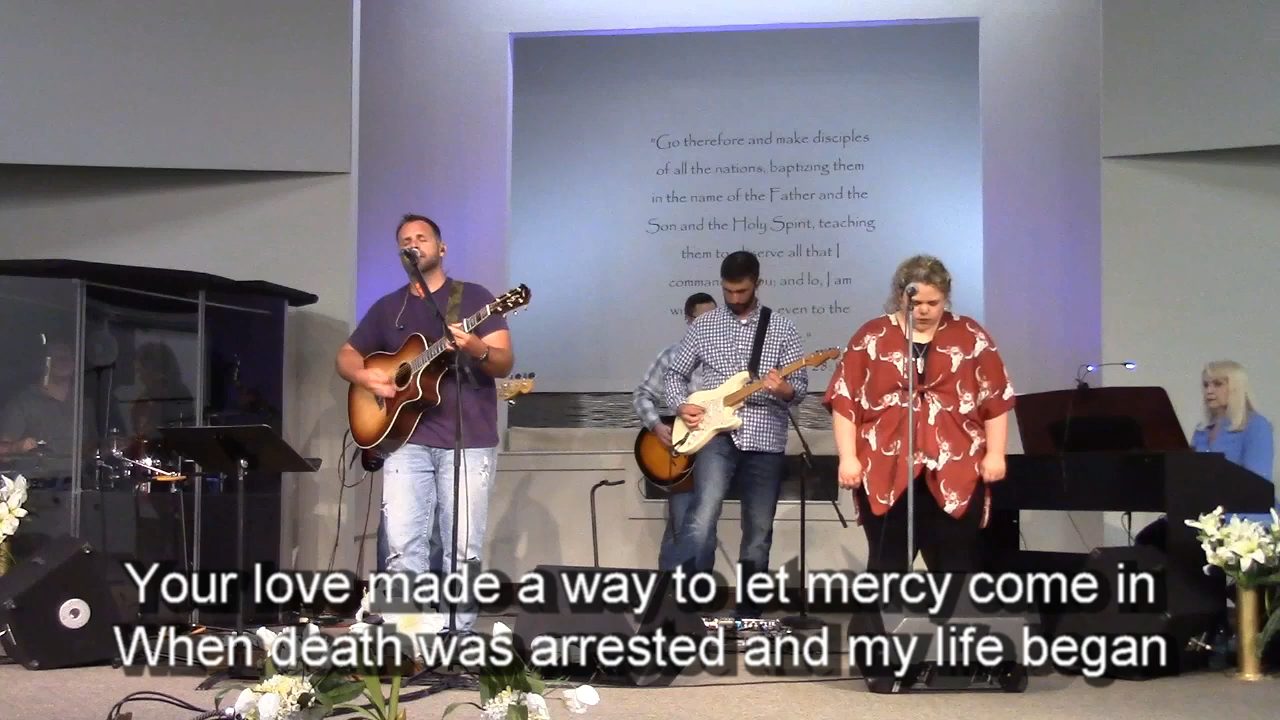 "Go therefore and make disciples
of all the nations, baptizing them
in the name of the Father and the
Son and the Holy Spirit, teaching
them to observe all that I
and lo, I am
even to the
Your love made a way to let mercy come in
When death was arrested and my life began